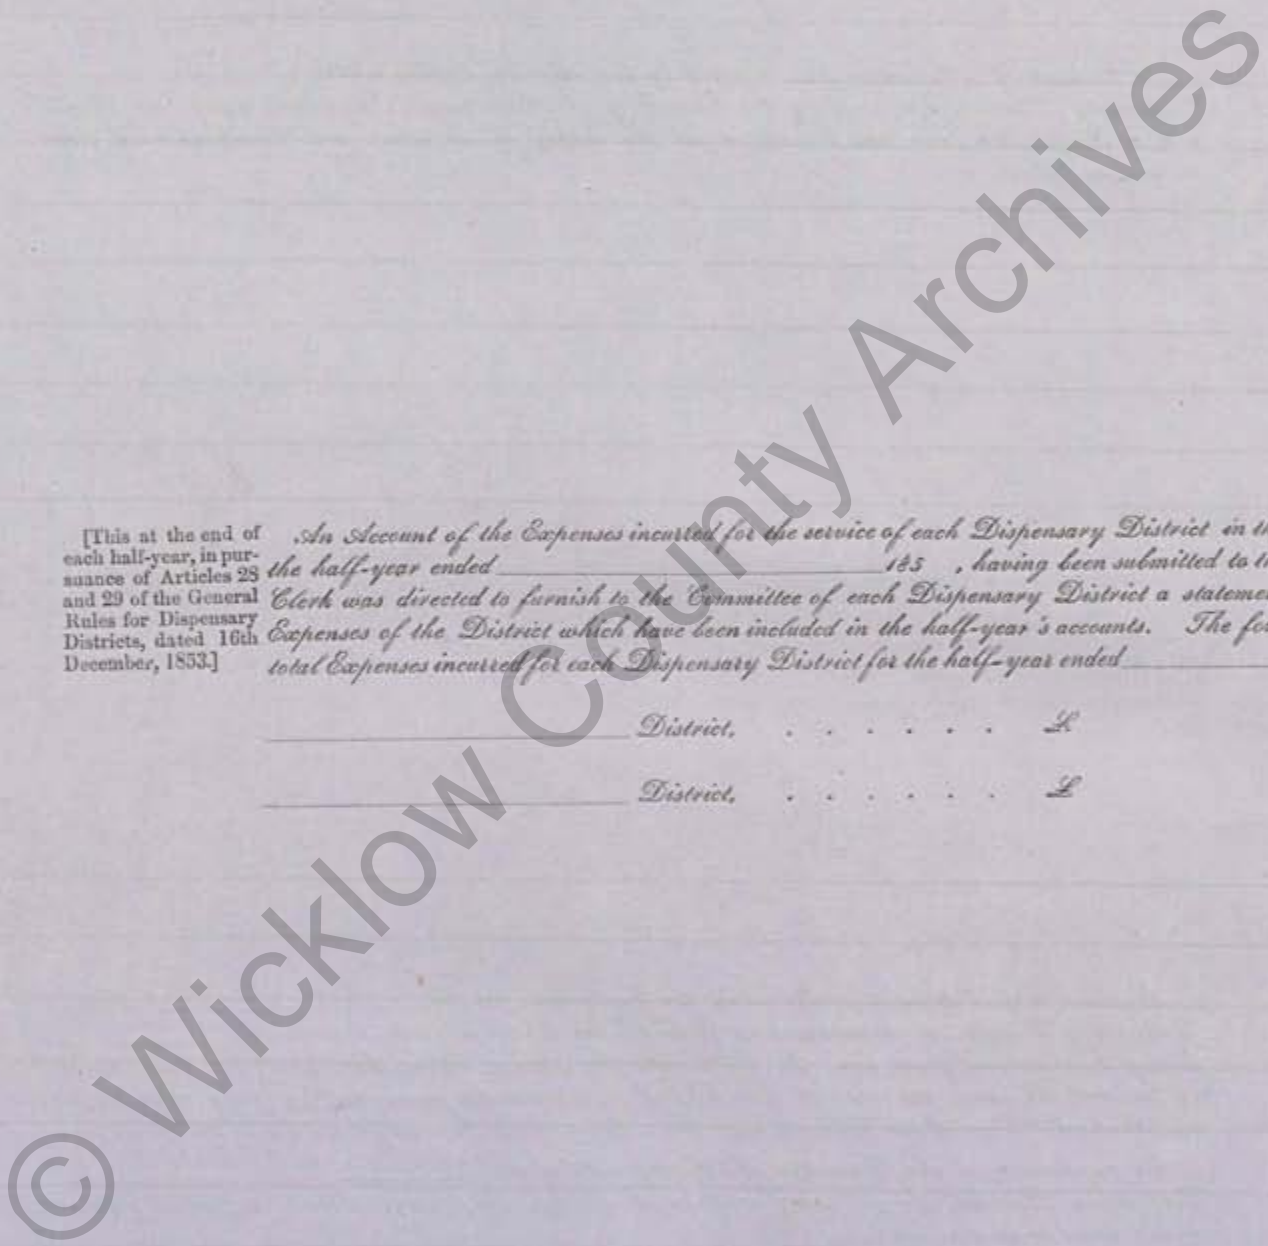 [This at the end of
each half-year, in pur-
suance of Articles 28
and 29 of the General
Rules for Dispensary
Districts, dated 16th
December, 1853.]
An Account of the Expenses incurred for the service of each Dispensary District in th
the half-year ended 185 , having been submitted to th
Clerk was directed to furnish to the Committee of each Dispensary District a stateme
Expenses of the District which have been included in the half-year's accounts. The fo
total Expenses incurred for each Dispensary District for the half-year ended
District, . . . . . . £
District, . . . . . . £
© Wicklow County Archives